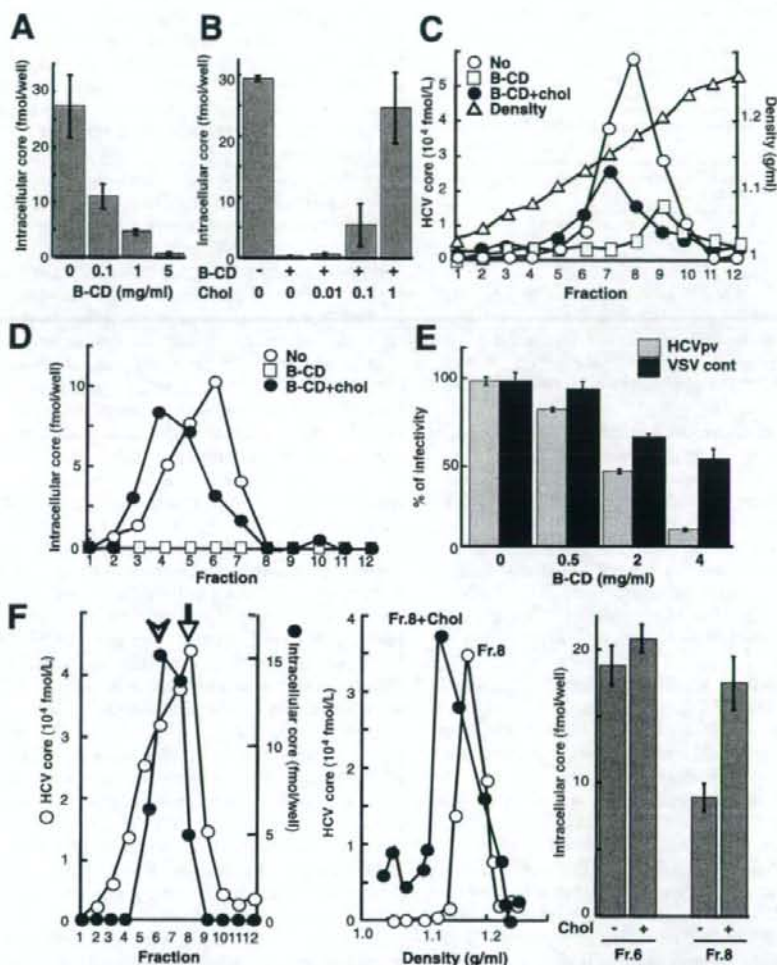 A
Intracellular core (fmol/well)
30
20
10
0
0 0.1 1 5
B-CD (mg/ml)
B
Intracellular core (fmol/well)
30
20
10
0
B-CD - + + + +
Chol 0 0 0.01 0.1 1
C
No
B-CD
B-CD+chol
Density
HCV core (10⁴ fmol/L)
6
5
4
3
2
1
0
Density (g/ml)
1.2
1.1
1
1 2 3 4 5 6 7 8 9 10 11 12
Fraction
D
No
B-CD
B-CD+chol
Intracellular core (fmol/well)
10
5
0
1 2 3 4 5 6 7 8 9 10 11 12
Fraction
E
HCVpv
VSV cont
% of infectivity
100
50
0
0 0.5 2 4
B-CD (mg/ml)
F
HCV core (10⁴ fmol/L)
4
3
2
1
0
Intracellular core (fmol/well)
15
10
5
0
1 2 3 4 5 6 7 8 9 10 11 12
Fraction
Fr.8+Chol
Fr.8
HCV core (10⁴ fmol/L)
4
3
2
1
0
1.0 1.1 1.2
Density (g/ml)
Intracellular core (fmol/well)
20
10
0
Chol - + - +
Fr.6 Fr.8